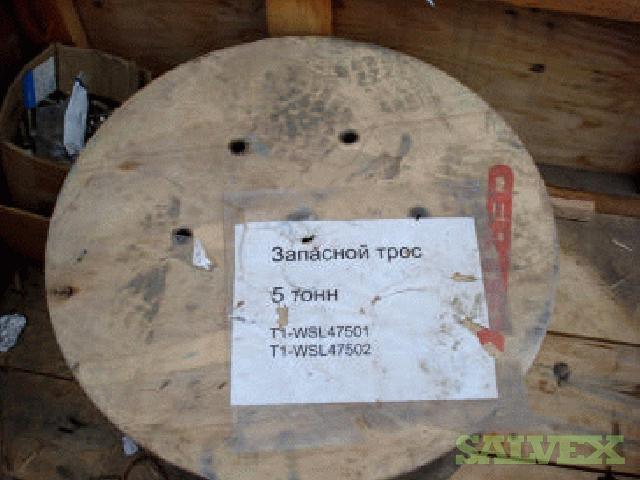 Запасной трос
5 тонн
T1-WSL47501
T1-WSL47502
SALVEX